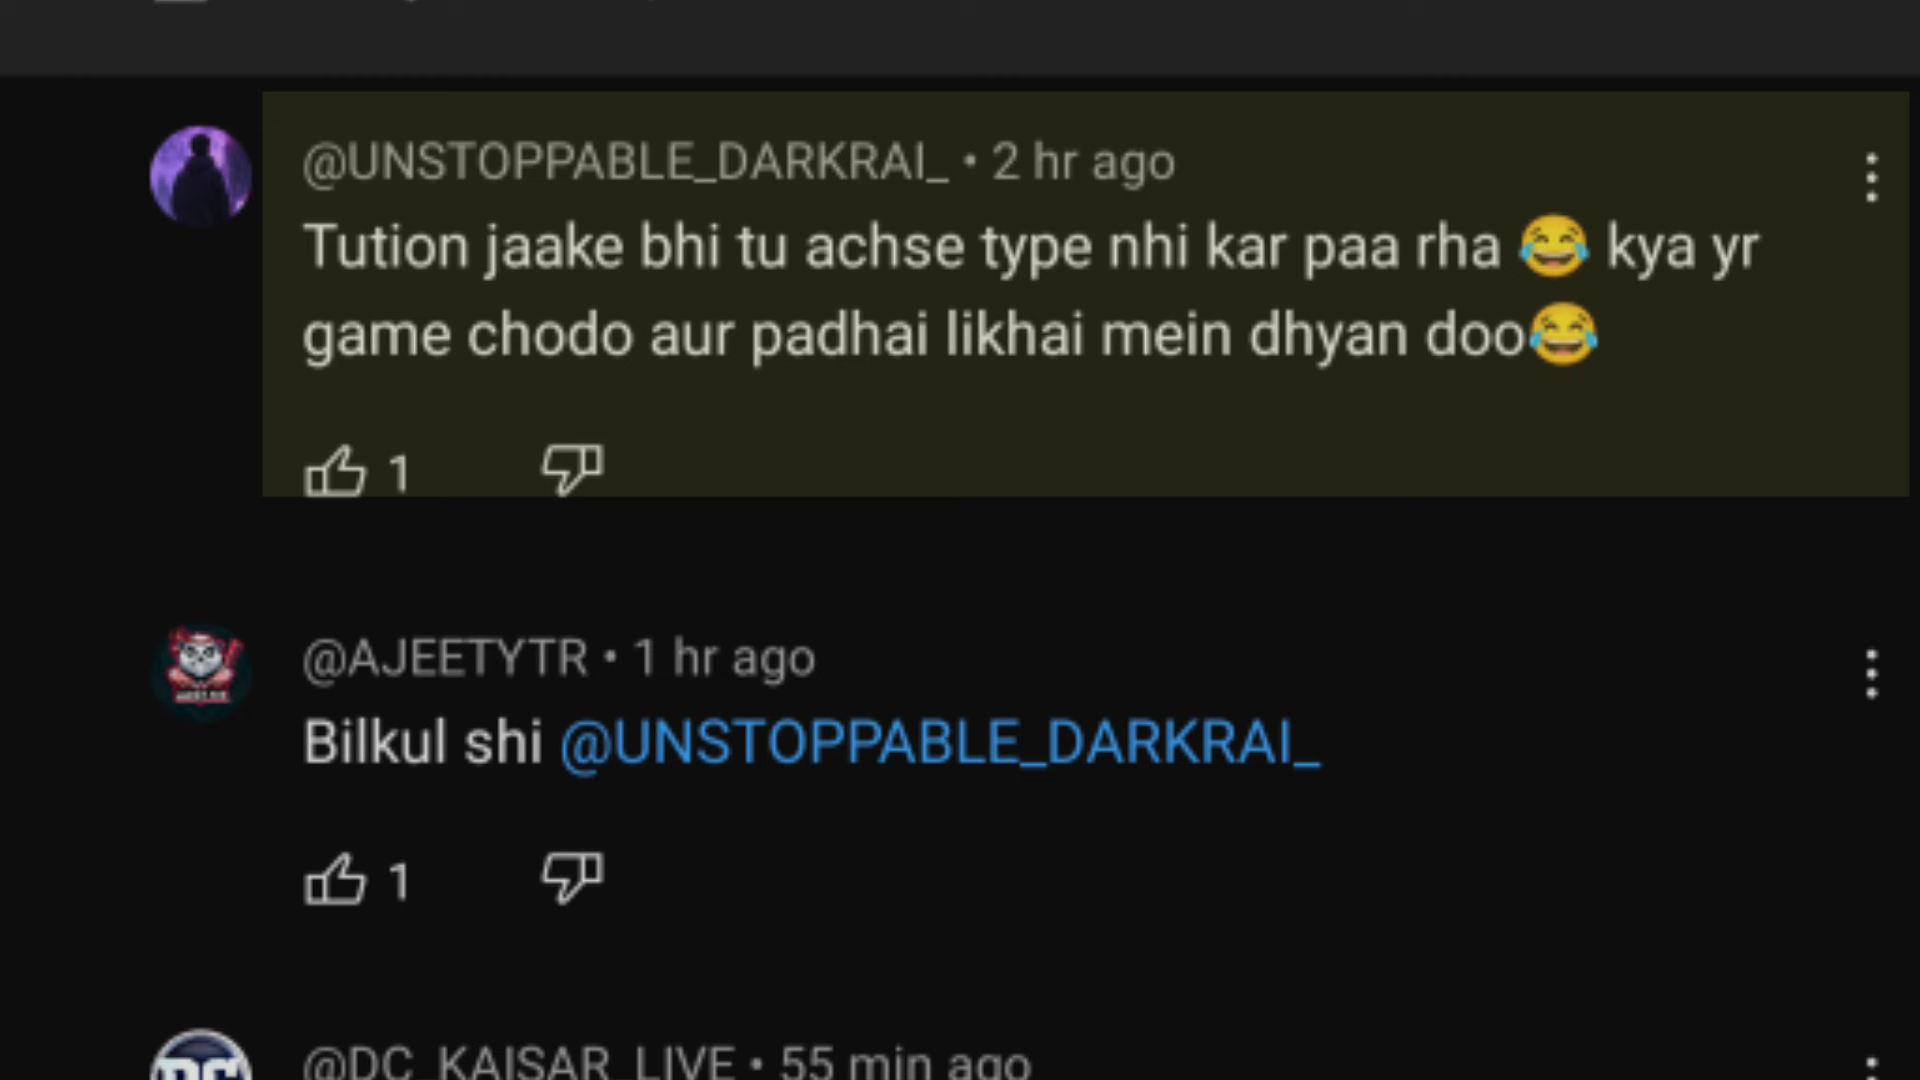 @UNSTOPPABLE_DARKRAI_ • 2 hr ago
Tution jaake bhi tu achse type nhi kar paa rha 😂 kya yr
game chodo aur padhai likhai mein dhyan doo😂
1
@AJEETYTR • 1 hr ago
Bilkul shi @UNSTOPPABLE_DARKRAI_
1
DC
@DC_KAISAR_LIVE • 55 min ago